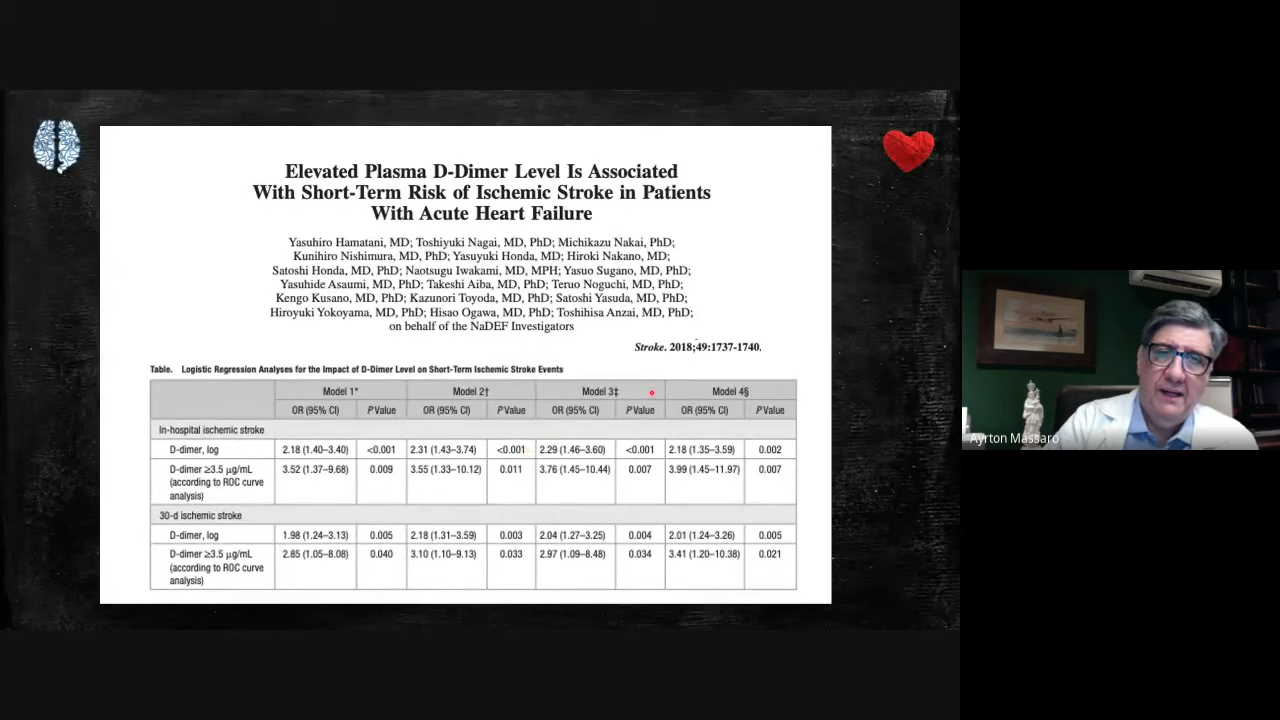 Elevated Plasma D-Dimer Level Is Associated
With Short-Term Risk of Ischemic Stroke in Patients
With Acute Heart Failure
Yasuhiro Hamatani, MD; Toshiyuki Nagai, MD, PhD; Michikazu Nakai, PhD;
Kunihiro Nishimura, MD, PhD; Yasuyuki Honda, MD; Hiroki Nakano, MD;
Satoshi Honda, MD, PhD; Naotsugu Iwakami, MD, MPH; Yasuo Sugano, MD, PhD;
Yasuhide Asaumi, MD, PhD; Takeshi Aiba, MD, PhD; Teruo Noguchi, MD, PhD;
Kengo Kusano, MD, PhD; Kazunori Toyoda, MD, PhD; Satoshi Yasuda, MD, PhD;
Hiroyuki Yokoyama, MD, PhD; Hisao Ogawa, MD, PhD; Toshihisa Anzai, MD, PhD;
on behalf of the NaDEF Investigators
Stroke. 2018;49:1737-1740.
Table. Logistic Regression Analyses for the Impact of D-Dimer Level on Short-Term Ischemic Stroke Events
Model 1* Model 2† Model 3‡ Model 4§
OR (95% CI) P Value OR (95% CI) P Value OR (95% CI) P Value OR (95% CI) P Value
In-hospital ischemic stroke
D-dimer, log 2.18 (1.40–3.40) <0.001 2.31 (1.43–3.74) <0.001 2.29 (1.46–3.60) <0.001 2.18 (1.35–3.59) 0.002
D-dimer ≥3.5 μg/mL 3.52 (1.37–9.68) 0.009 3.55 (1.33–10.12) 0.011 3.76 (1.45–10.44) 0.007 3.99 (1.45–11.97) 0.007
(according to ROC curve
analysis)
30-d ischemic stroke
D-dimer, log 1.98 (1.24–3.13) 0.005 2.18 (1.31–3.59) 0.003 2.04 (1.27–3.25) 0.004 2.01 (1.24–3.26) 0.005
D-dimer ≥3.5 μg/mL 2.85 (1.05–8.08) 0.040 3.10 (1.10–9.13) 0.033 2.97 (1.09–8.48) 0.034 3.41 (1.20–10.38) 0.021
(according to ROC curve
analysis)
Ayrton Massaro